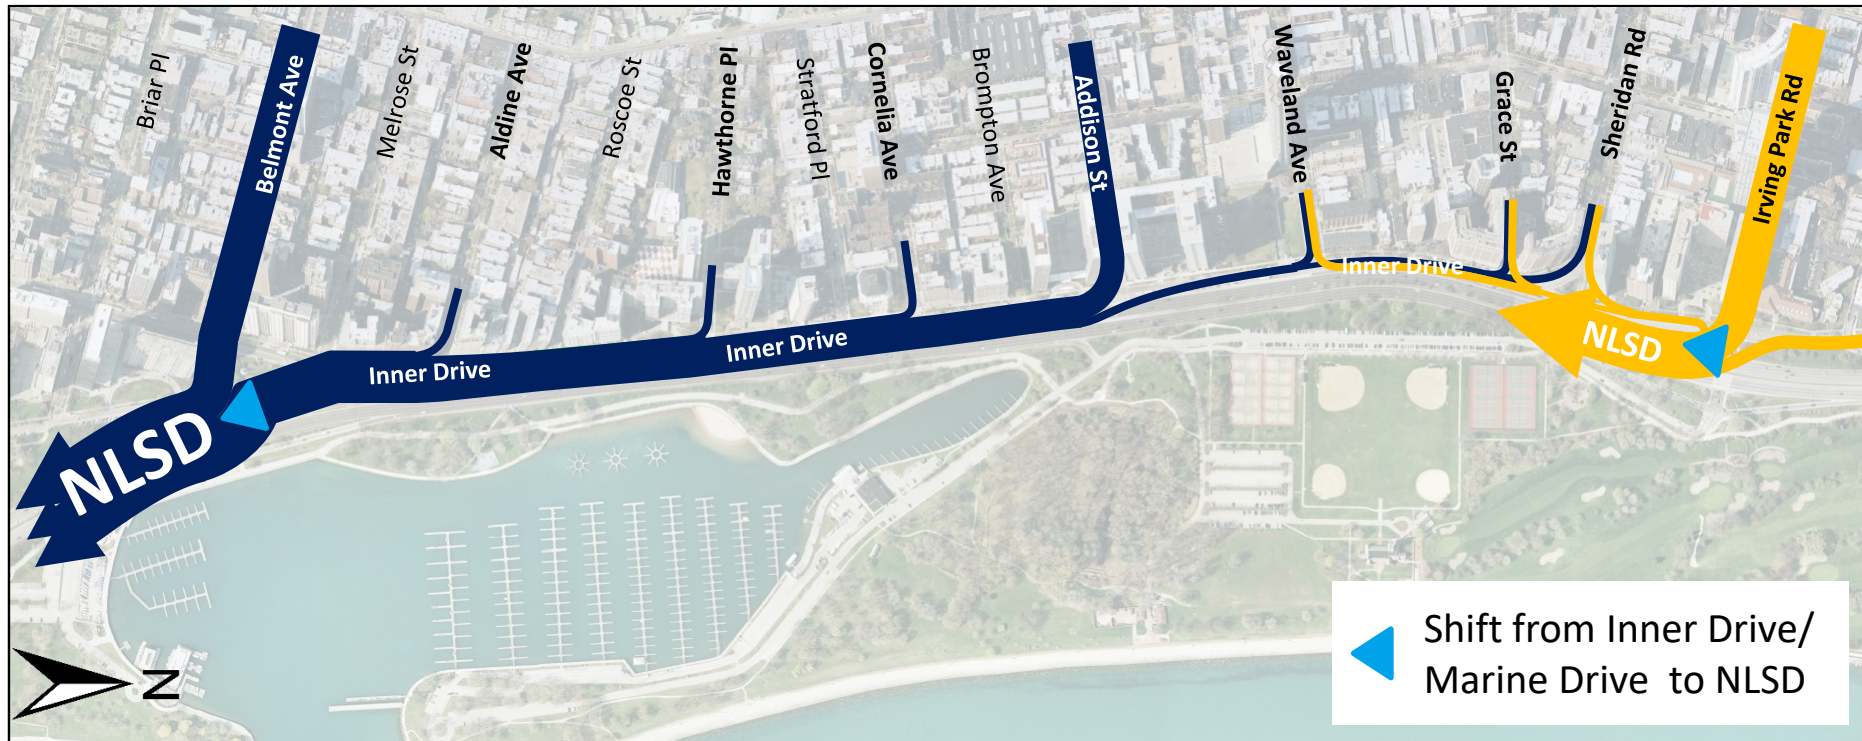 Briar Pl
Belmont Ave
Melrose St
Aldine Ave
Roscoe St
Hawthorne Pl
Stratford Pl
Cornelia Ave
Brompton Ave
Addison St
Waveland Ave
Grace St
Sheridan Rd
Irving Park Rd
Inner Drive
NLSD
Inner Drive
Inner Drive
NLSD
Shift from Inner Drive/
Marine Drive to NLSD
N